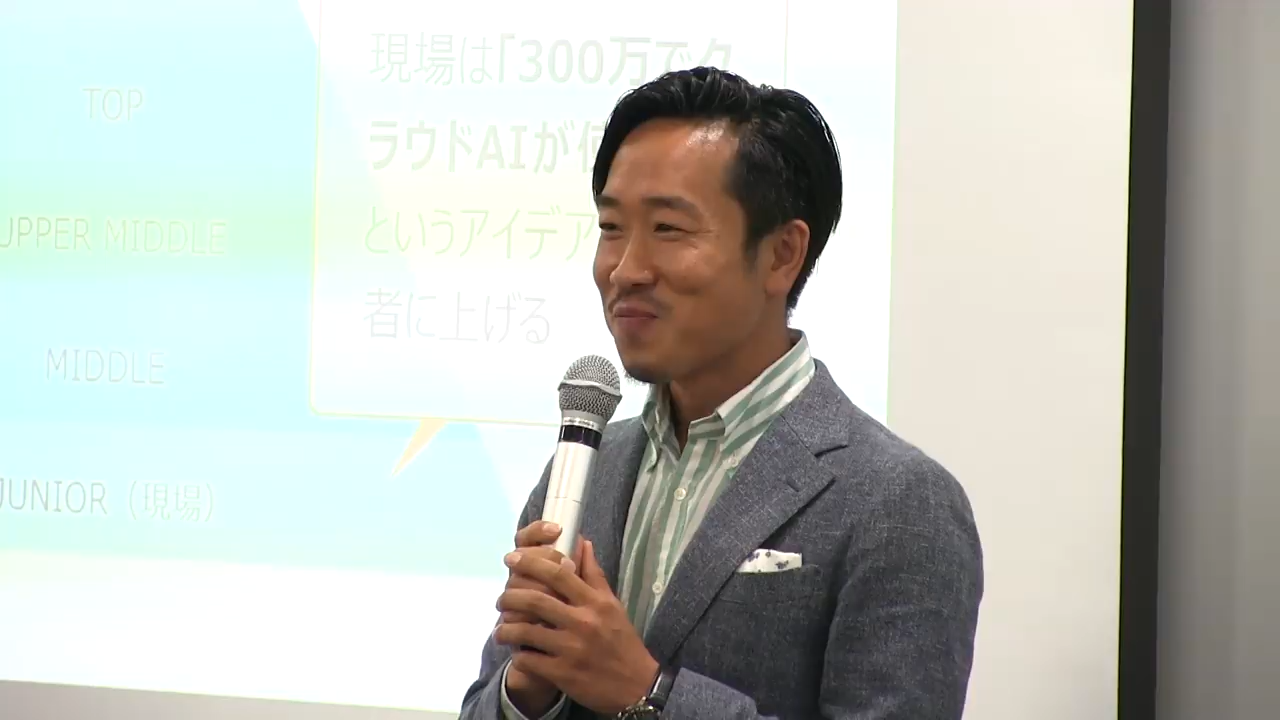 TOP
UPPER MIDDLE
MIDDLE
JUNIOR（現場）
現場は「300万でク
ラウドAIが
というアイデア
者に上げる